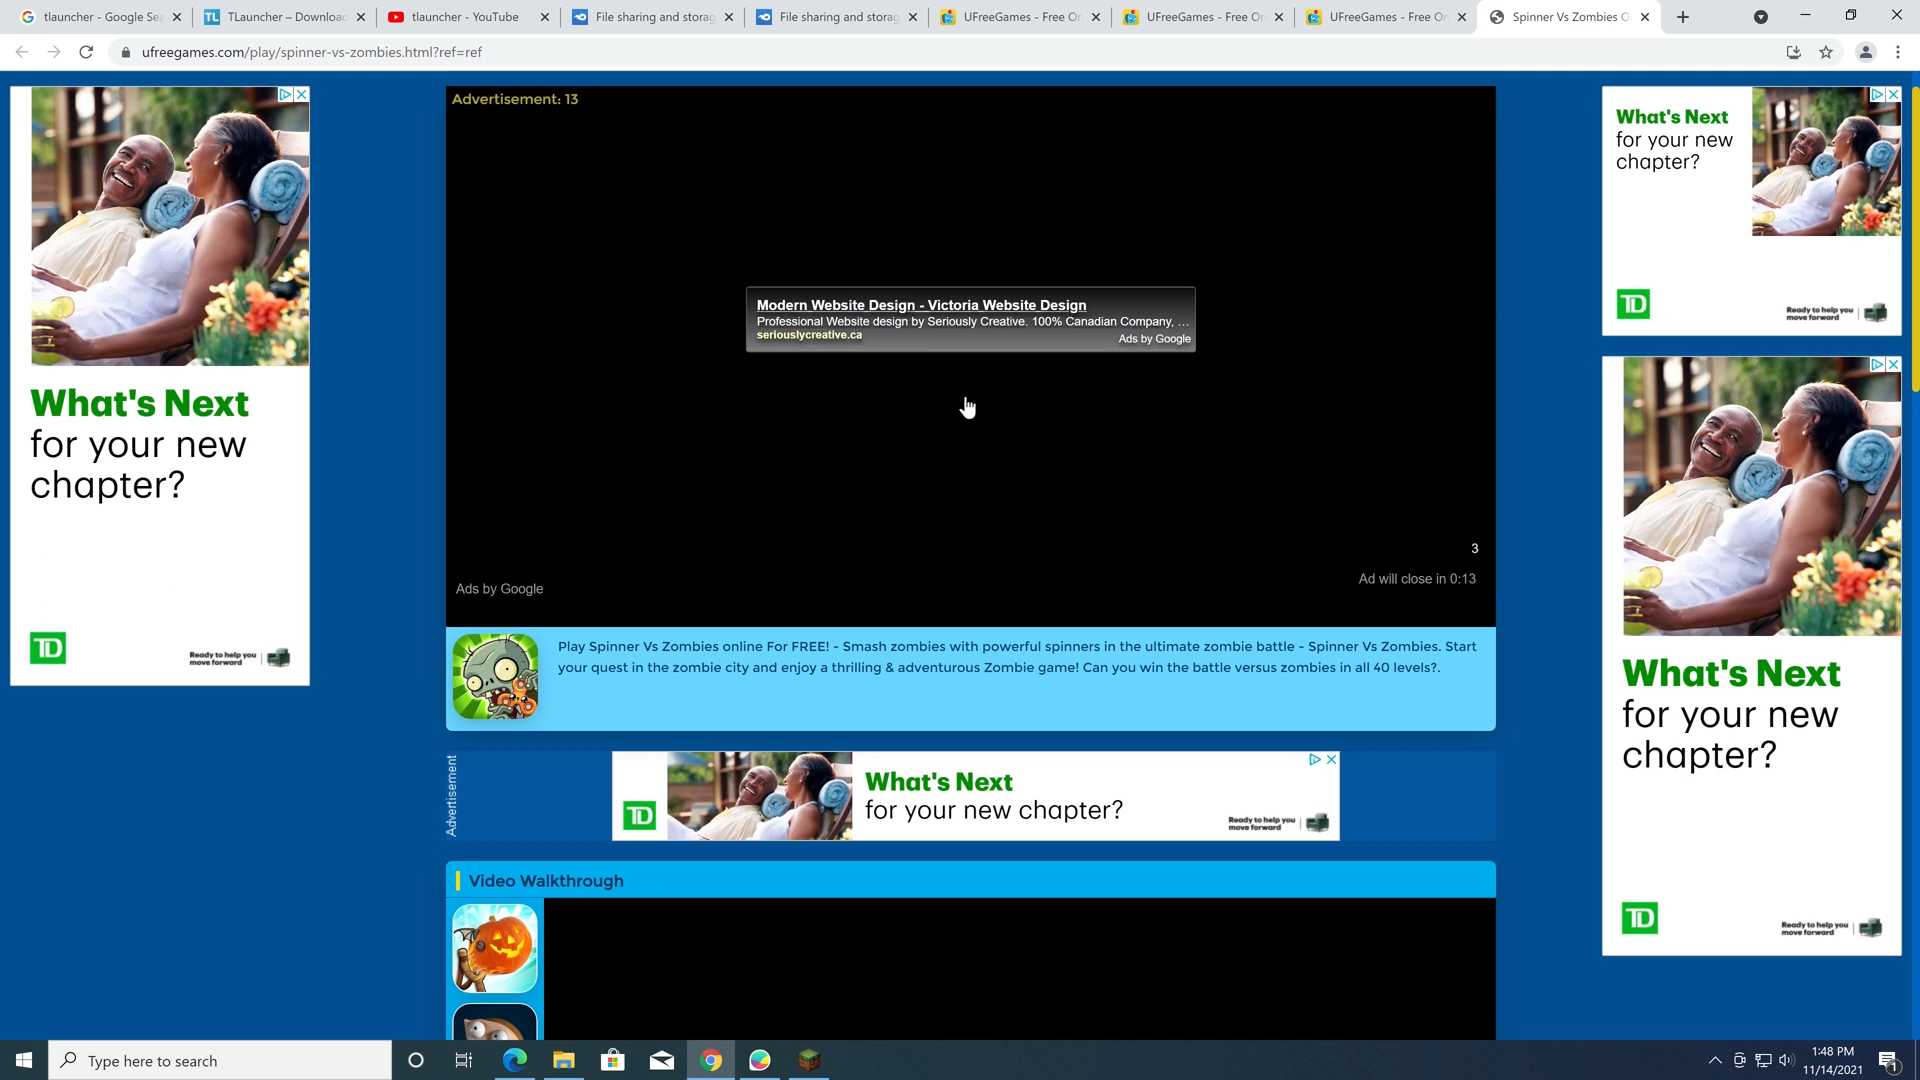 tlauncher - Google Sea
TLauncher – Download
tlauncher - YouTube
File sharing and storag
File sharing and storag
UFreeGames - Free On
UFreeGames - Free On
UFreeGames - Free On
Spinner Vs Zombies O
ufreegames.com/play/spinner-vs-zombies.html?ref=ref
What's Next
for your new
chapter?
TD
Ready to help you
move forward
Advertisement: 13
Modern Website Design - Victoria Website Design
Professional Website design by Seriously Creative. 100% Canadian Company, ...
seriouslycreative.ca
Ads by Google
3
Ad will close in 0:13
Ads by Google
Play Spinner Vs Zombies online For FREE! - Smash zombies with powerful spinners in the ultimate zombie battle - Spinner Vs Zombies. Start
your quest in the zombie city and enjoy a thrilling & adventurous Zombie game! Can you win the battle versus zombies in all 40 levels?.
Advertisement
TD
What's Next
for your new chapter?
Ready to help you
move forward
Video Walkthrough
What's Next
for your new
chapter?
TD
Ready to help you
move forward
What's Next
for your new
chapter?
TD
Ready to help you
move forward
Type here to search
1:48 PM
11/14/2021
1